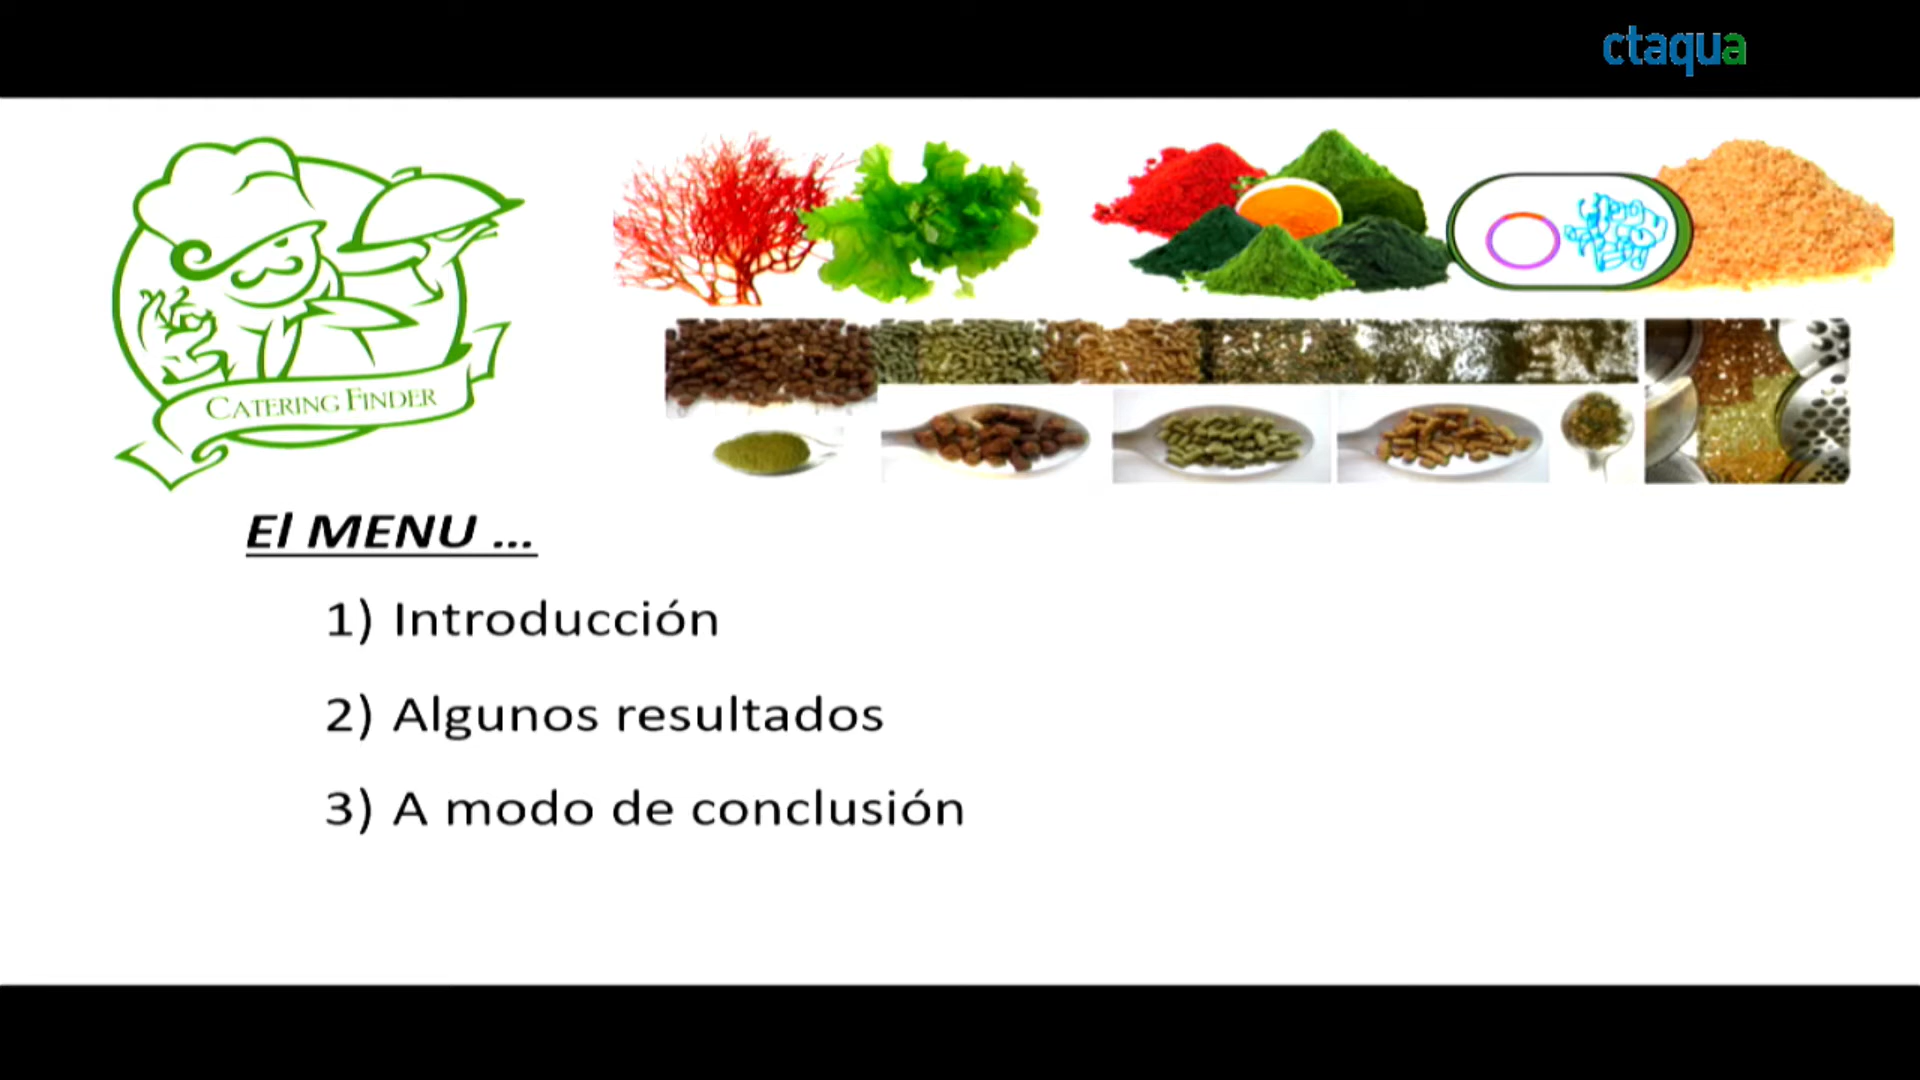 ctaqua
CATERING FINDER
El MENU ...
1) Introducción
2) Algunos resultados
3) A modo de conclusión